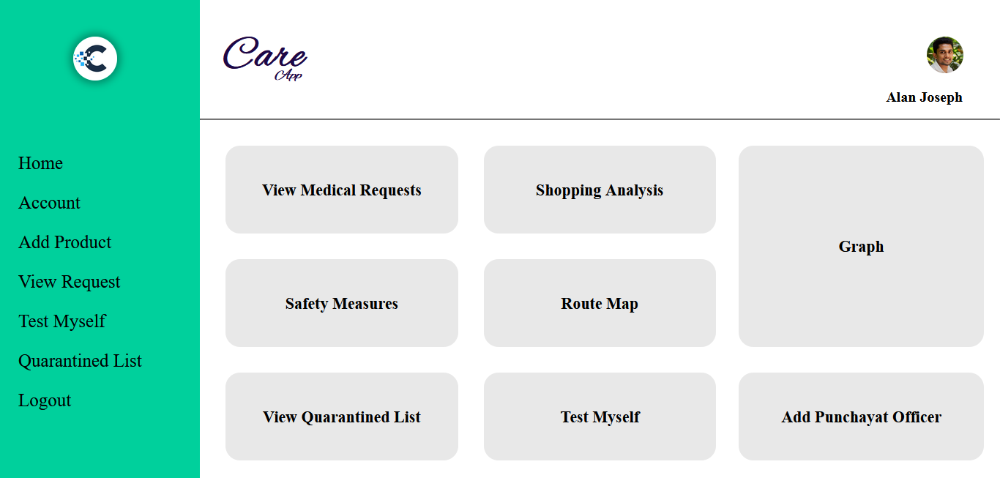 Home
Account
Add Product
View Request
Test Myself
Quarantined List
Logout
Care
App
Alan Joseph
View Medical Requests
Shopping Analysis
Graph
Safety Measures
Route Map
View Quarantined List
Test Myself
Add Punchayat Officer